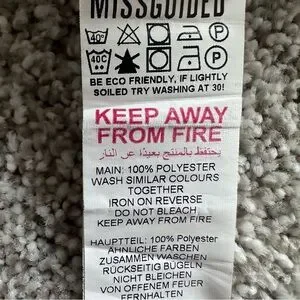 MISSGUIDED
40° P
40C P
BE ECO FRIENDLY, IF LIGHTLY
SOILED TRY WASHING AT 30!
KEEP AWAY
FROM FIRE
يحتفظ بالمنتج بعيدًا عن النار
MAIN: 100% POLYESTER
WASH SIMILAR COLOURS
TOGETHER
IRON ON REVERSE
DO NOT BLEACH
KEEP AWAY FROM FIRE
HAUPTTEIL: 100% Polyester
ÄHNLICHE FARBEN
ZUSAMMEN WASCHEN
RÜCKSEITIG BÜGELN
NICHT BLEICHEN
VON OFFENEM FEUER
FERNHALTEN